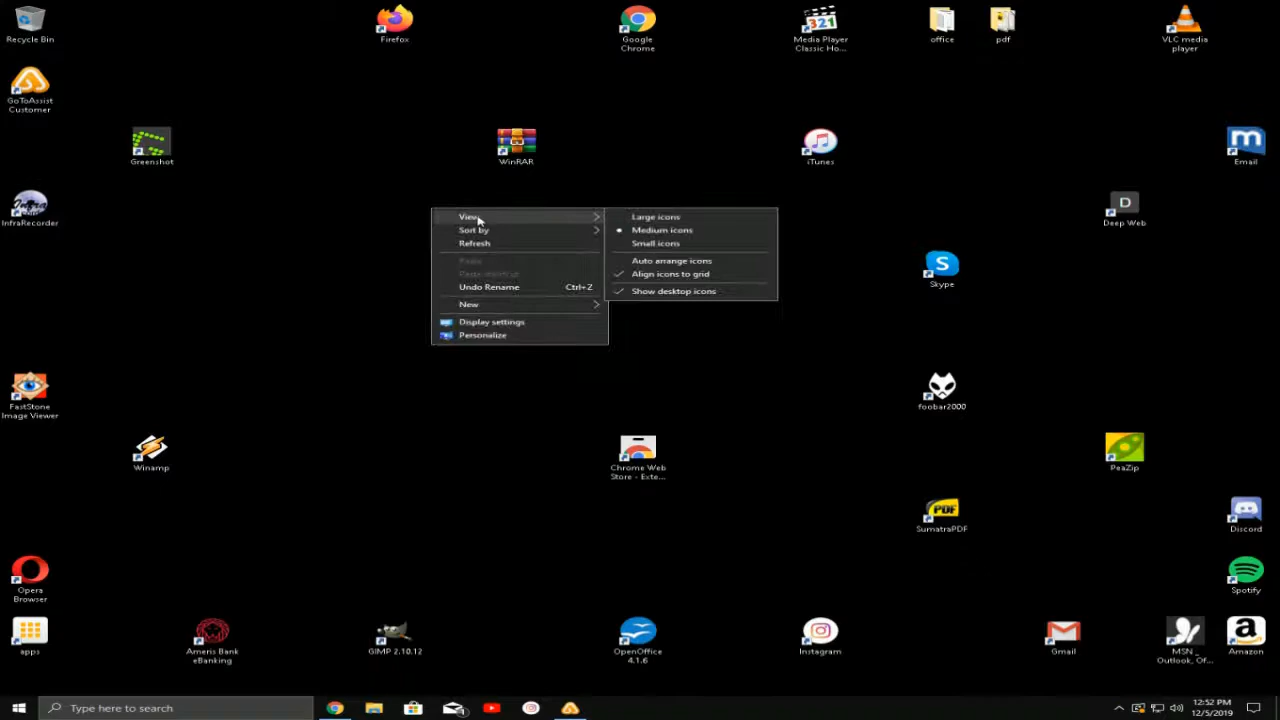 Recycle Bin
Firefox
Google
Chrome
321
Media Player
Classic Ho...
office
pdf
VLC media
player
GoToAssist
Customer
Greenshot
WinRAR
iTunes
m
Email
Infra
InfraRecorder
D
Deep Web
View
Sort by
Refresh
Paste
Paste shortcut
Undo Rename Ctrl+Z
New
Display settings
Personalize
Large icons
Medium icons
Small icons
Auto arrange icons
Align icons to grid
Show desktop icons
S
Skype
FastStone
Image Viewer
foobar2000
Winamp
Chrome Web
Store - Exte...
PeaZip
PDF
SumatraPDF
Discord
Opera
Browser
Spotify
apps
Ameris Bank
eBanking
GIMP 2.10.12
OpenOffice
4.1.6
Instagram
Gmail
MSN _
Outlook, Of...
a
Amazon
Type here to search
12:52 PM
12/5/2019